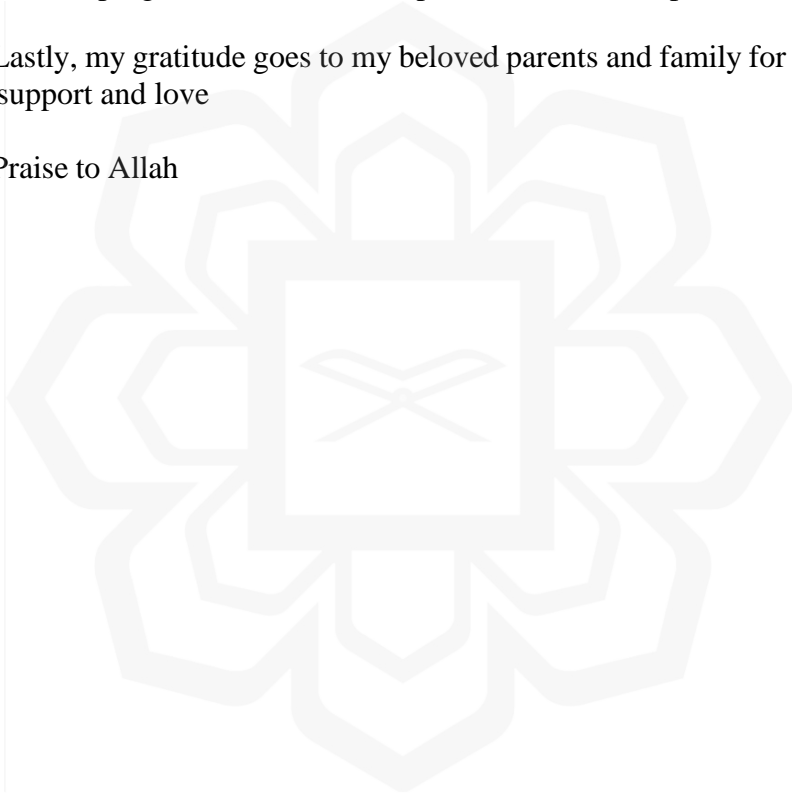 Lastly, my gratitude goes to my beloved parents and family for
support and love
Praise to Allah